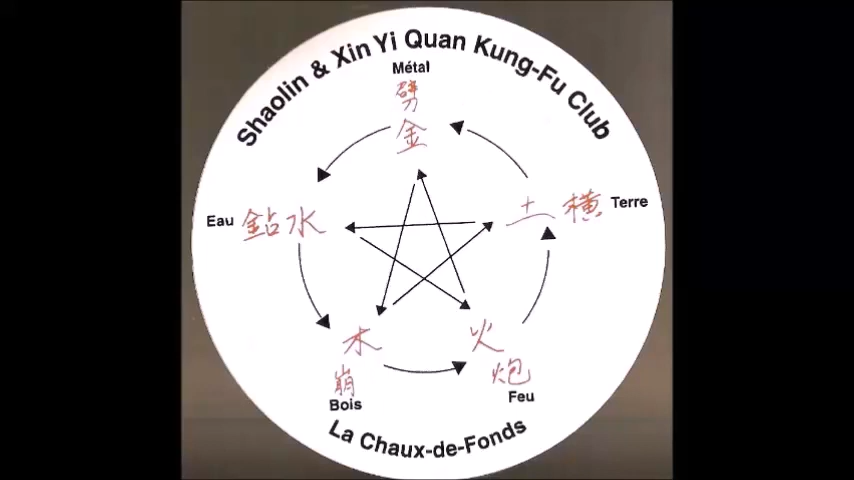 Shaolin & Xin Yi Quan Kung-Fu Club
Métal
劈
金
Eau 鉆水
土 橫 Terre
木
崩
Bois
火
炮
Feu
La Chaux-de-Fonds